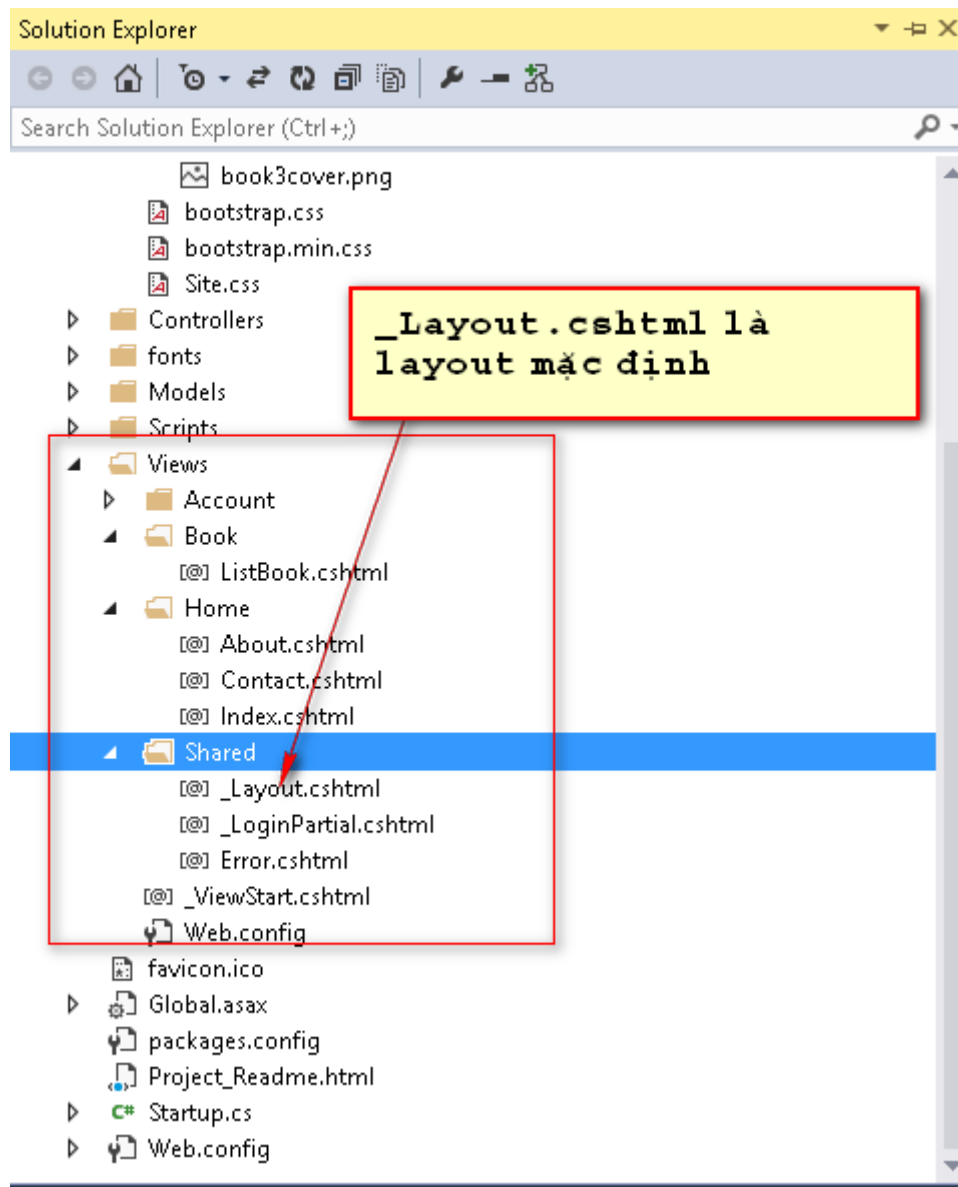 Solution Explorer
Search Solution Explorer (Ctrl+;)
book3cover.png
bootstrap.css
bootstrap.min.css
Site.css
_Layout.cshtml là
layout mặc định
Controllers
fonts
Models
Scripts
Views
Account
Book
[@] ListBook.cshtml
Home
[@] About.cshtml
[@] Contact.cshtml
[@] Index.cshtml
Shared
[@] _Layout.cshtml
[@] _LoginPartial.cshtml
[@] Error.cshtml
[@] _ViewStart.cshtml
Web.config
favicon.ico
Global.asax
packages.config
Project_Readme.html
C# Startup.cs
Web.config